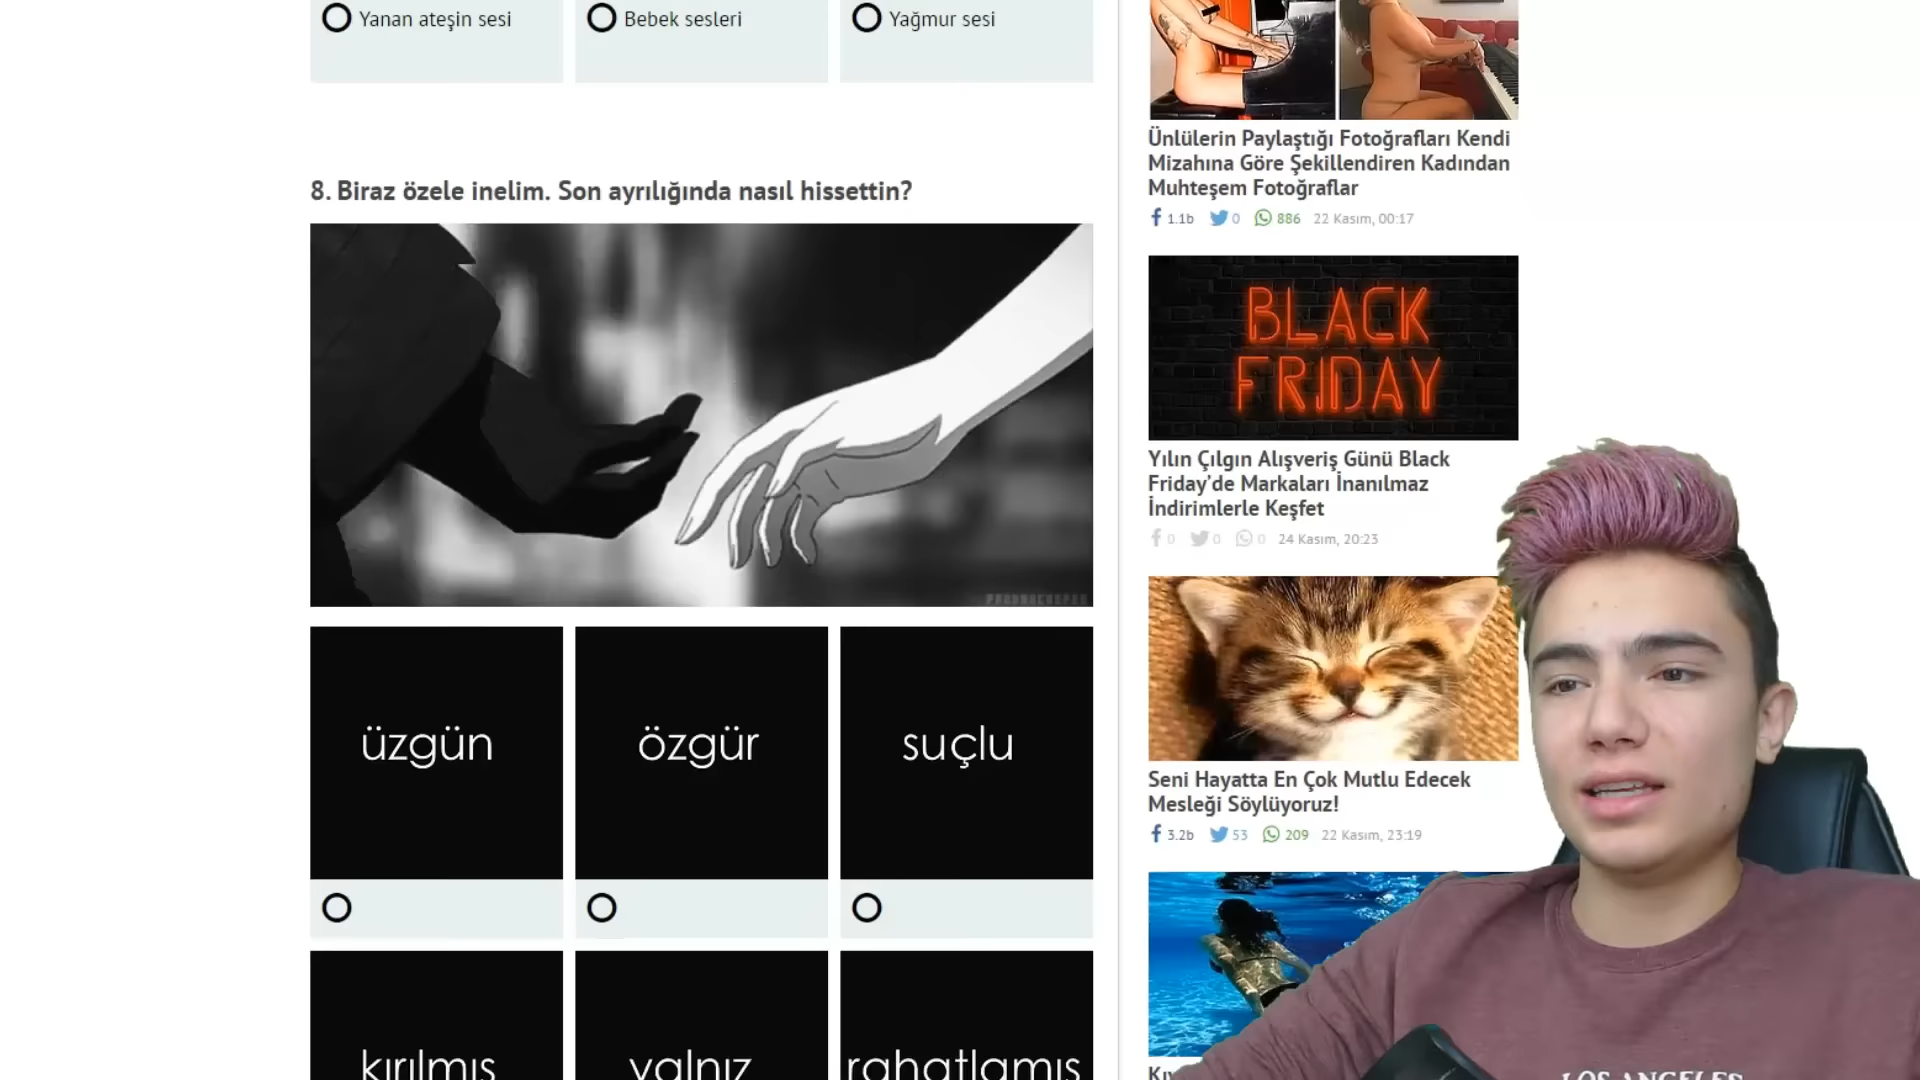 Yanan ateşin sesi
Bebek sesleri
Yağmur sesi
8. Biraz özele inelim. Son ayrılığında nasıl hissettin?
üzgün
özgür
suçlu
kırılmış
yalnız
rahatlamış
Ünlülerin Paylaştığı Fotoğrafları Kendi
Mizahına Göre Şekillendiren Kadından
Muhteşem Fotoğraflar
1.1b 0 886 22 Kasım, 00:17
BLACK
FRIDAY
Yılın Çılgın Alışveriş Günü Black
Friday'de Markaları İnanılmaz
İndirimlerle Keşfet
0 0 0 24 Kasım, 20:23
Seni Hayatta En Çok Mutlu Edecek
Mesleği Söylüyoruz!
3.2b 53 209 22 Kasım, 23:19
LOS ANGELES